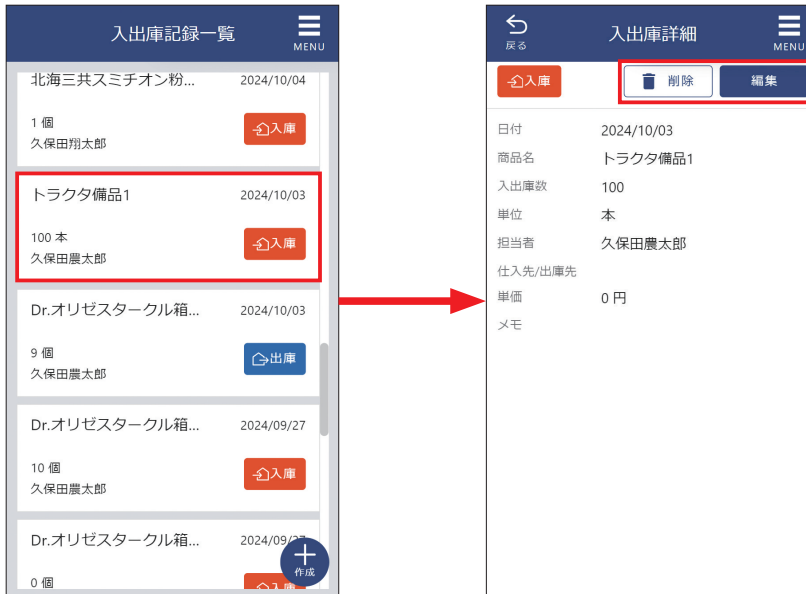 入出庫記録一覧
MENU
北海三共スミチオン粉... 2024/10/04
1 個
久保田翔太郎
入庫
トラクタ備品1 2024/10/03
100 本
久保田農太郎
入庫
Dr.オリゼスタークル箱... 2024/10/03
9 個
久保田農太郎
出庫
Dr.オリゼスタークル箱... 2024/09/27
10 個
久保田農太郎
入庫
Dr.オリゼスタークル箱... 2024/09/27
0 個
入庫
作成
戻る
入出庫詳細
MENU
入庫 削除 編集
日付 2024/10/03
商品名 トラクタ備品1
入出庫数 100
単位 本
担当者 久保田農太郎
仕入先/出庫先
単価 0 円
メモ